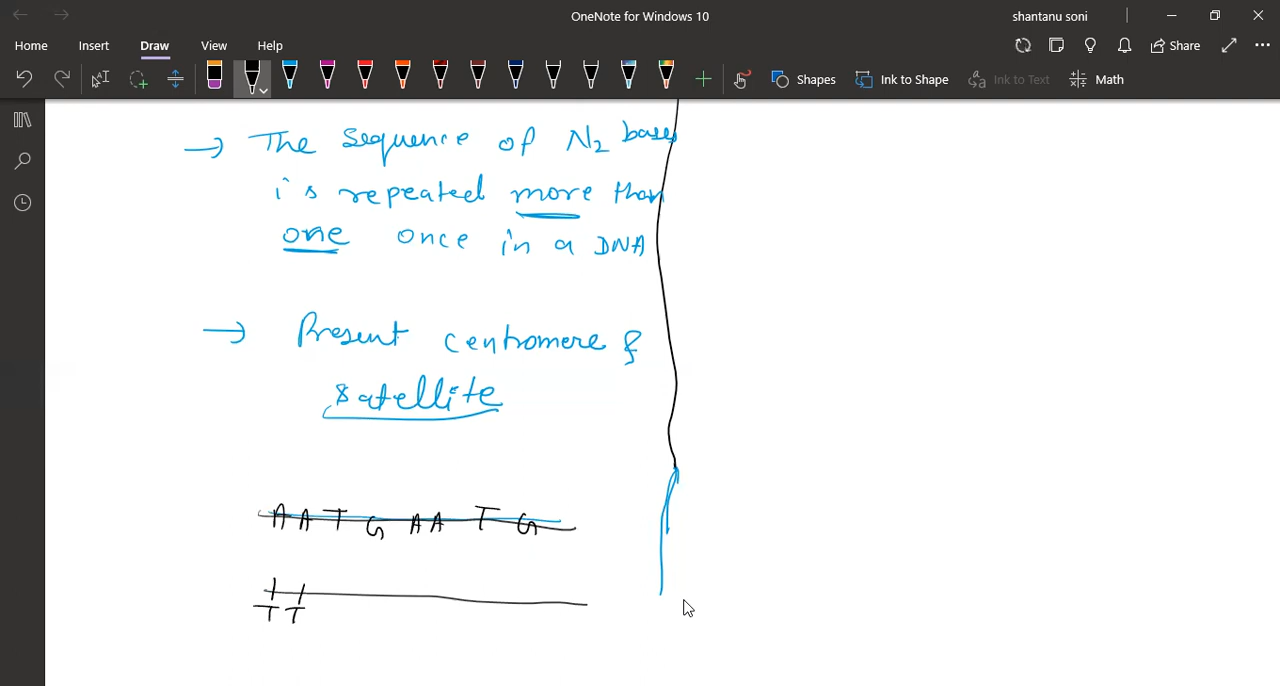 OneNote for Windows 10
shantanu soni
Home Insert Draw View Help
Share
Shapes Ink to Shape Ink to Text Math
→ The sequence of N2 bases
is repeated more than
one once in a DNA
→ Present centromere &
satellite
A A T G A A T G
T T